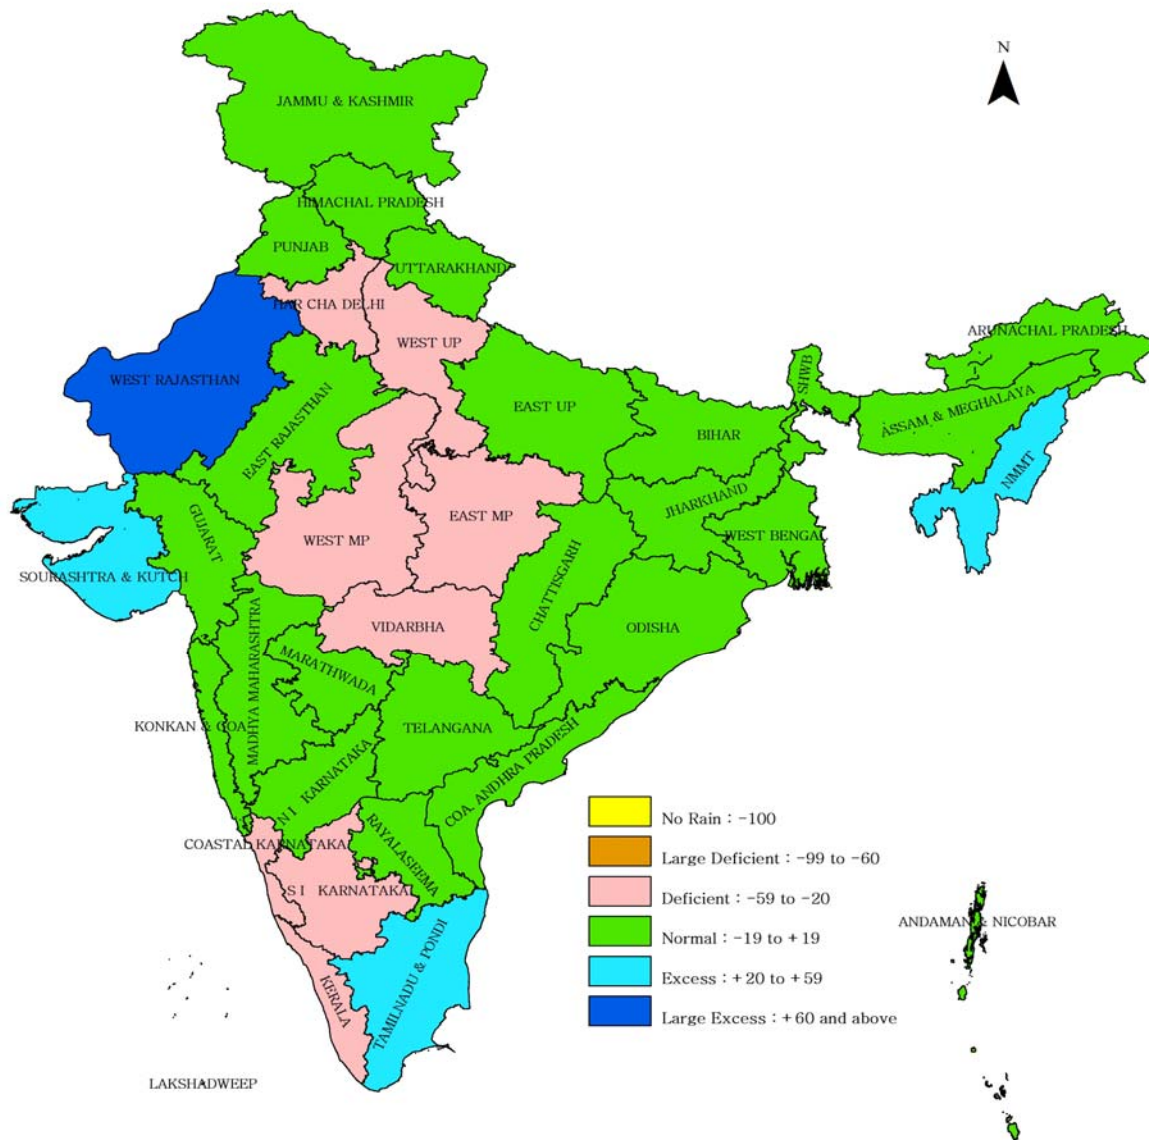 N
JAMMU & KASHMIR
HIMACHAL PRADESH
PUNJAB
UTTARAKHAND
HAR CHA DELHI
WEST UP
ARUNACHAL PRADESH
WEST RAJASTHAN
SHWB
EAST RAJASTHAN
EAST UP
ASSAM & MEGHALAYA
BIHAR
NMMT
JHARKHAND
GUJARAT
EAST MP
WEST MP
WEST BENGAL
SOURASHTRA & KUTCH
CHATTISGARH
VIDARBHA
ODISHA
MADHYA MAHARASHTRA
MARATHWADA
KONKAN & GOA
TELANGANA
COA. ANDHRA PRADESH
N I KARNATAKA
RAYALASEEMA
COASTAL KARNATAKA
S I KARNATAKA
No Rain : -100
Large Deficient : -99 to -60
Deficient : -59 to -20
Normal : -19 to +19
Excess : +20 to +59
Large Excess : +60 and above
ANDAMAN & NICOBAR
KERALA
TAMILNADU & PONDI
LAKSHADWEEP